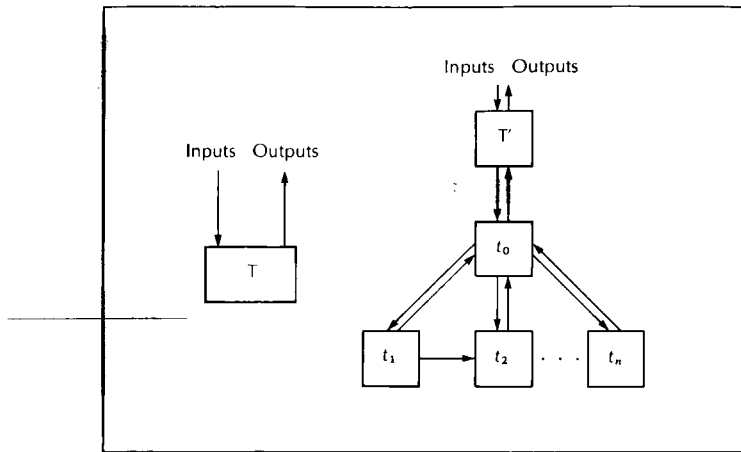 Inputs Outputs
T
Inputs Outputs
T'
t₀
t₁
t₂
. . .
tₙ